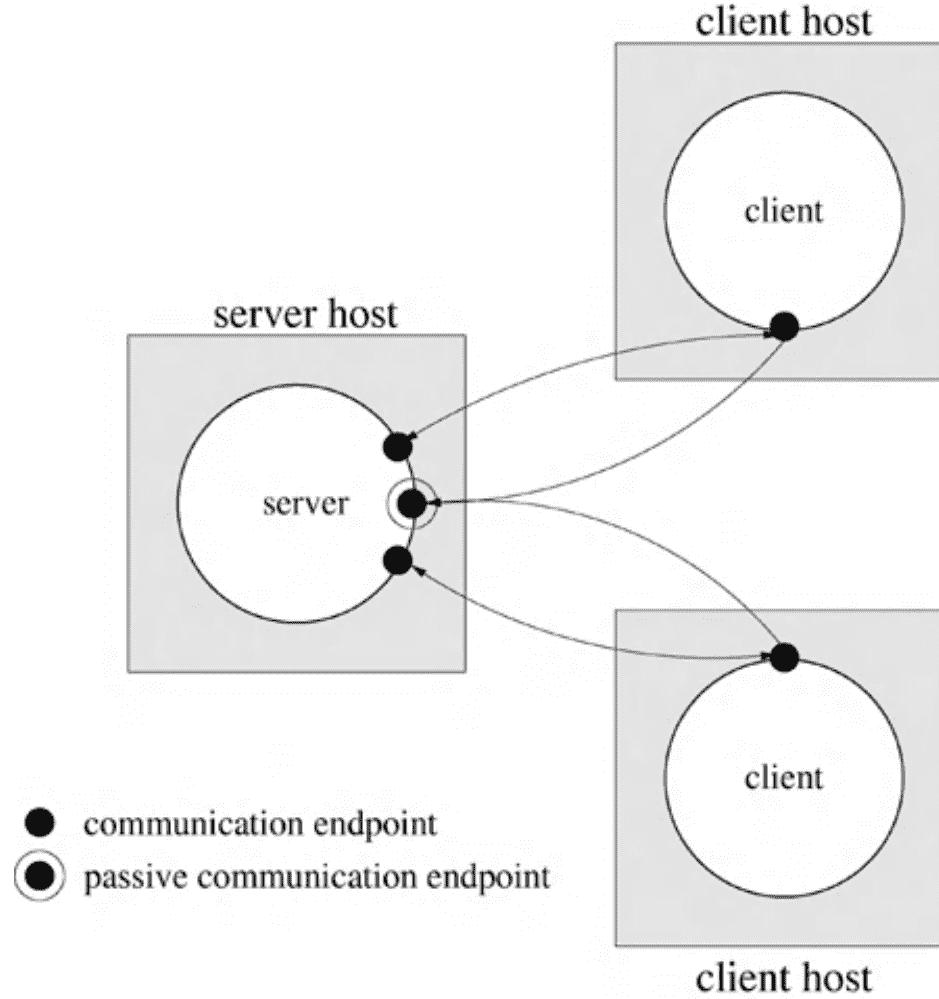 client host
client
server host
server
client
communication endpoint
passive communication endpoint
client host